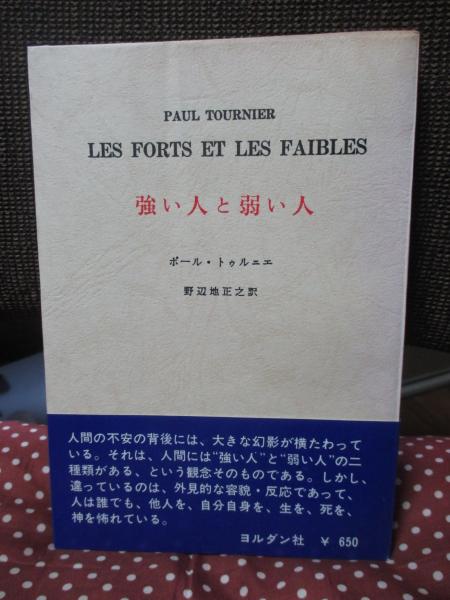 PAUL TOURNIER
LES FORTS ET LES FAIBLES
強い人と弱い人
ポール・トゥルニエ
野辺地正之訳
人間の不安の背後には、大きな幻影が横たわって
いる。それは、人間には“強い人”と“弱い人”の二
種類がある、という観念そのものである。しかし、
違っているのは、外見的な容貌・反応であって、
人は誰でも、他人を、自分自身を、生を、死を、
神を怖れている。
ヨルダン社 ￥ 650